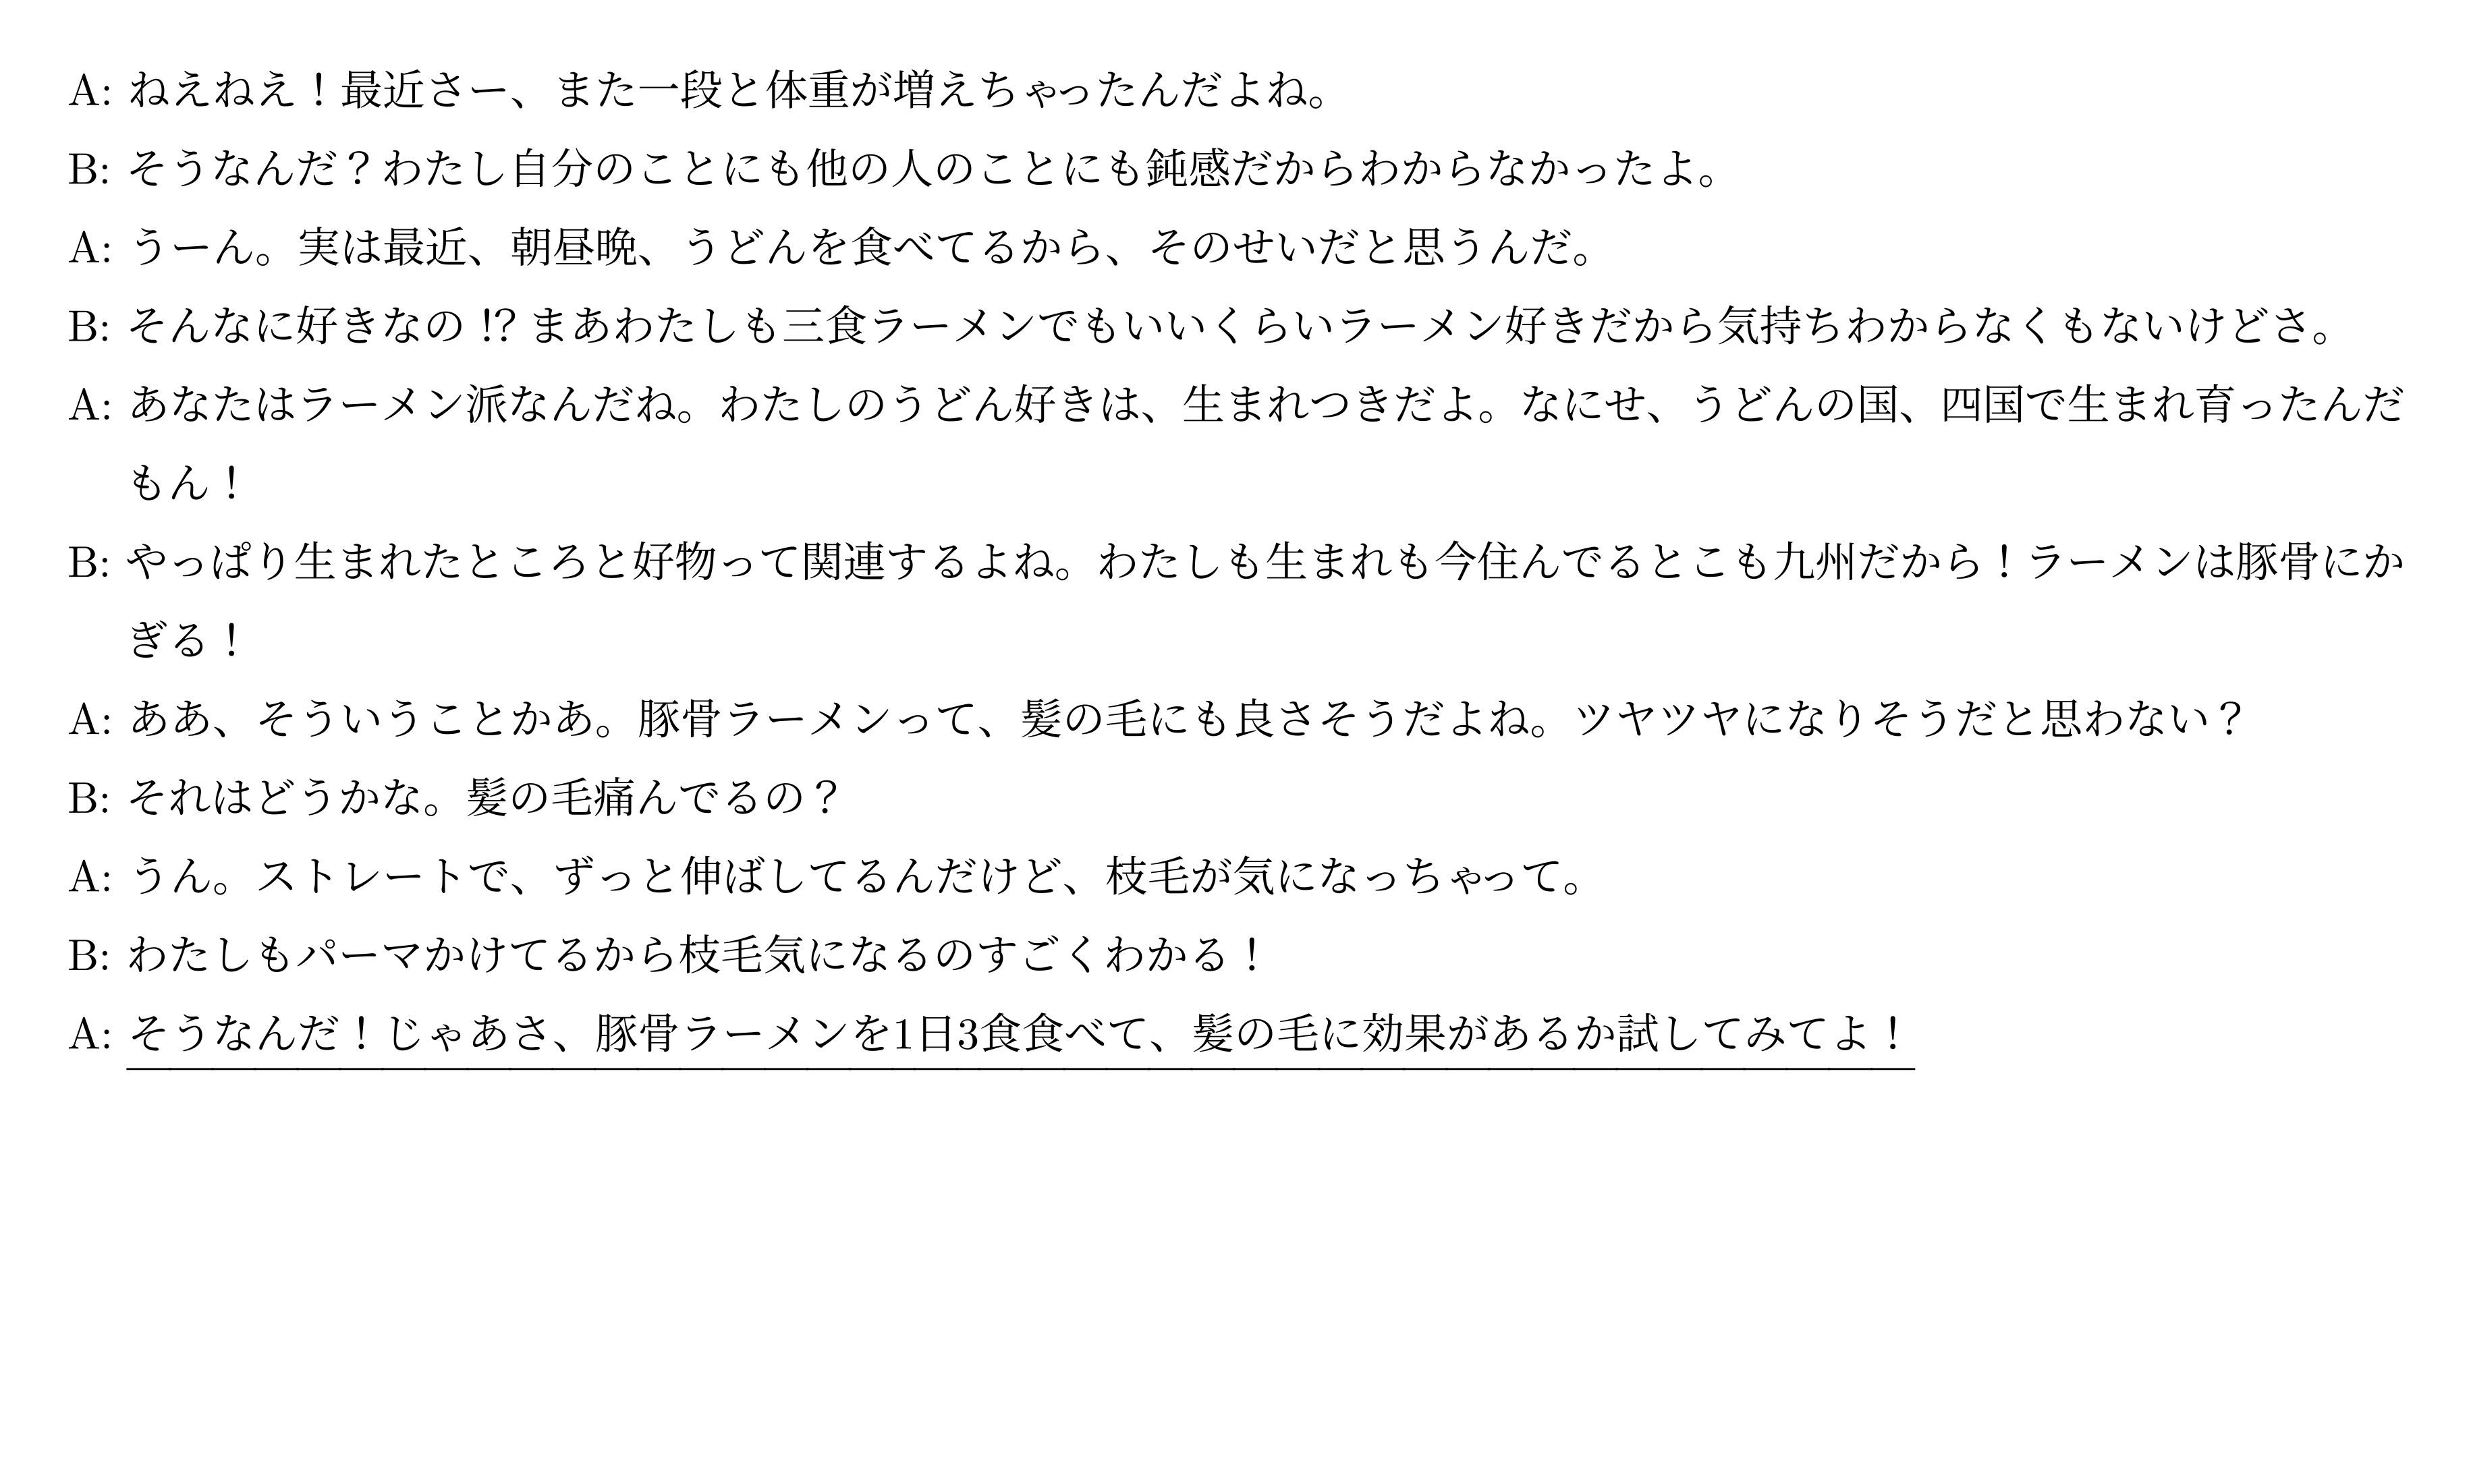 A: ねえねえ！最近さー、また一段と体重が増えちゃったんだよね。
B: そうなんだ？わたし自分のことにも他の人のことにも鈍感だからわからなかったよ。
A: うーん。実は最近、朝昼晩、うどんを食べてるから、そのせいだと思うんだ。
B: そんなに好きなの !? まあわたしも三食ラーメンでもいいくらいラーメン好きだから気持ちわからなくもないけどさ。
A: あなたはラーメン派なんだね。わたしのうどん好きは、生まれつきだよ。なにせ、うどんの国、四国で生まれ育ったんだ
もん！
B: やっぱり生まれたところと好物って関連するよね。わたしも生まれも今住んでるとこも九州だから！ラーメンは豚骨にか
ぎる！
A: ああ、そういうことかあ。豚骨ラーメンって、髪の毛にも良さそうだよね。ツヤツヤになりそうだと思わない？
B: それはどうかな。髪の毛痛んでるの？
A: うん。ストレートで、ずっと伸ばしてるんだけど、枝毛が気になっちゃって。
B: わたしもパーマかけてるから枝毛気になるのすごくわかる！
A: そうなんだ！じゃあさ、豚骨ラーメンを1日3食食べて、髪の毛に効果があるか試してみてよ！